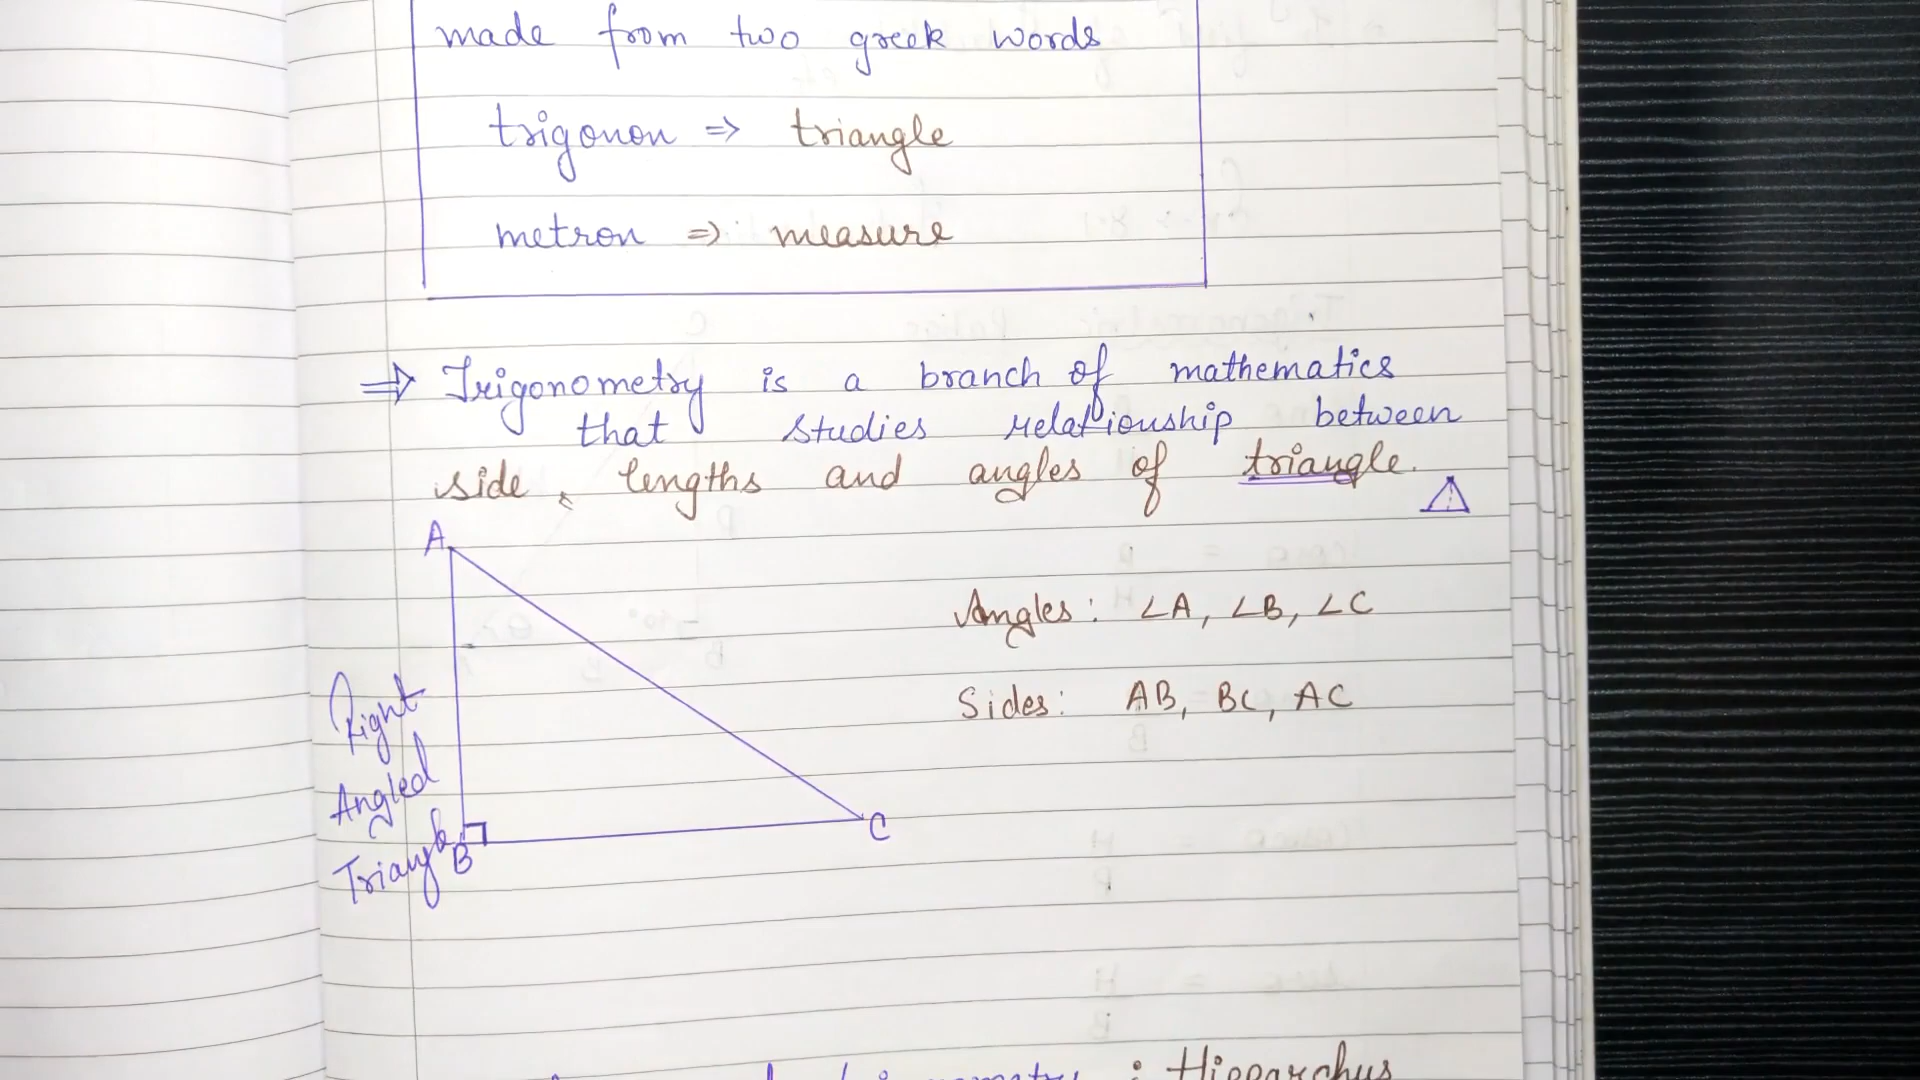 made from two greek words
trigonon => triangle
metron => measure
=> Trigonometry is a branch of mathematics
that studies relationship between
side, lengths and angles of triangle.
A
Angles: ∠A, ∠B, ∠C
Sides: AB, BC, AC
Right
Angled
Triangle
B
C
: Hipparchus